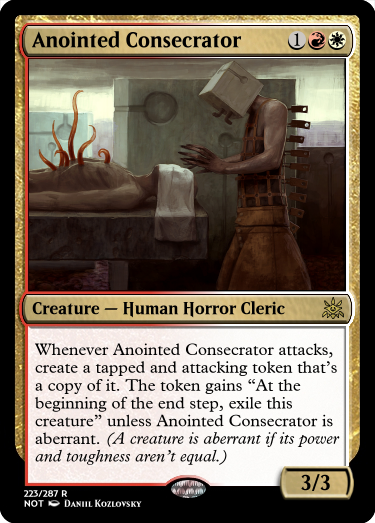 Anointed Consecrator 1
Creature — Human Horror Cleric
Whenever Anointed Consecrator attacks,
create a tapped and attacking token that's
a copy of it. The token gains “At the
beginning of the end step, exile this
creature” unless Anointed Consecrator is
aberrant. (A creature is aberrant if its power
and toughness aren't equal.)
3/3
223/287 R
NOT Daniil Kozlovsky